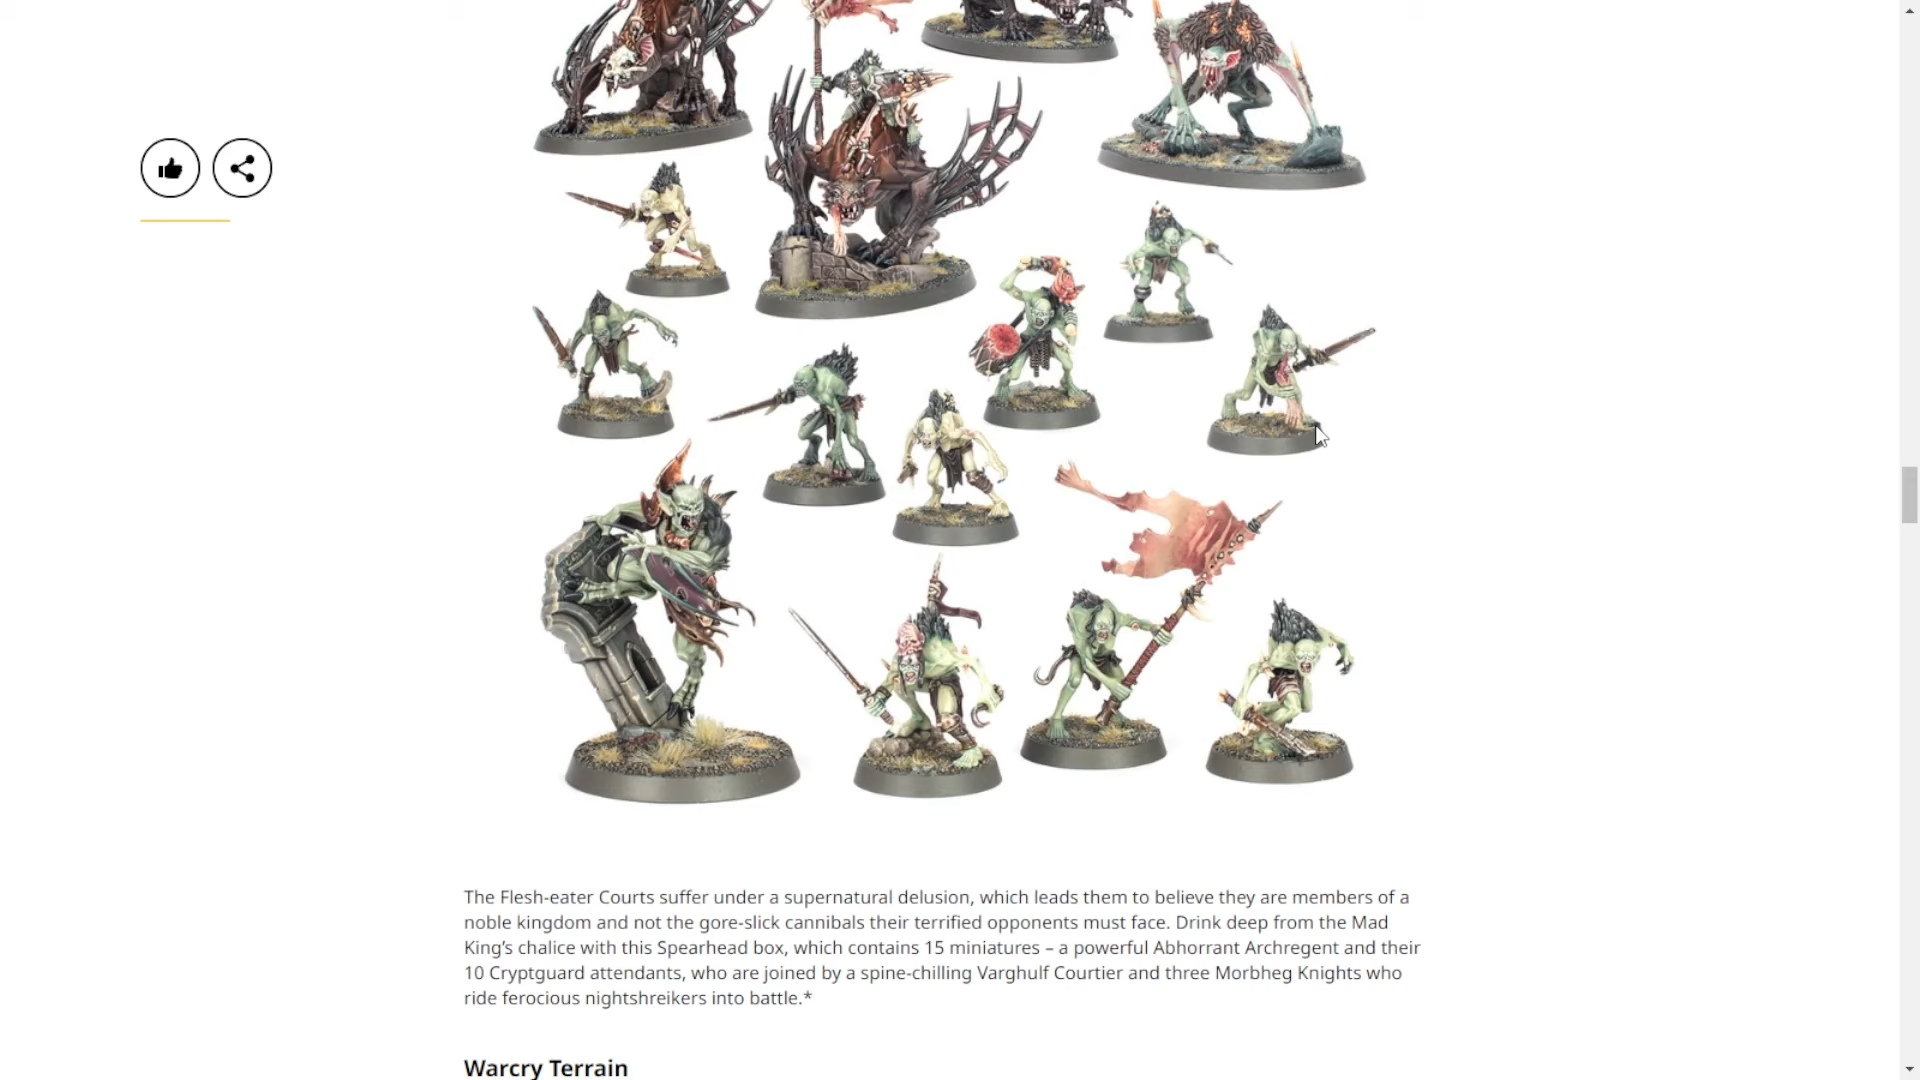 The Flesh-eater Courts suffer under a supernatural delusion, which leads them to believe they are members of a
noble kingdom and not the gore-slick cannibals their terrified opponents must face. Drink deep from the Mad
King’s chalice with this Spearhead box, which contains 15 miniatures – a powerful Abhorrant Archregent and their
10 Cryptguard attendants, who are joined by a spine-chilling Varghulf Courtier and three Morbheg Knights who
ride ferocious nightshreikers into battle.*
Warcry Terrain